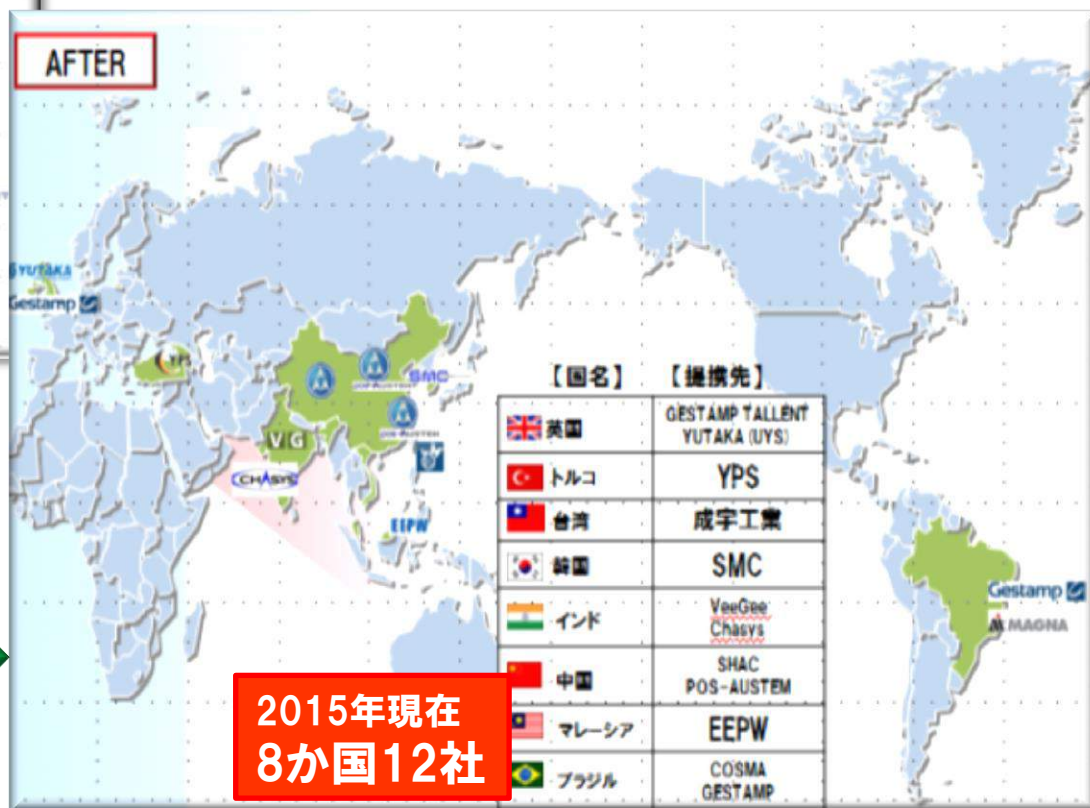 AFTER
YUTAKA
Gestamp
YPS
SMC
VG
CHASYS
EEPW
Gestamp
MAGNA
【国名】 【提携先】
英国 GESTAMP TALLENT
YUTAKA (UYS)
トルコ YPS
台湾 成宇工業
韓国 SMC
インド VeeGee
Chasys
中国 SHAC
POS-AUSTEM
マレーシア EEPW
ブラジル COSMA
GESTAMP
2015年現在
8か国12社